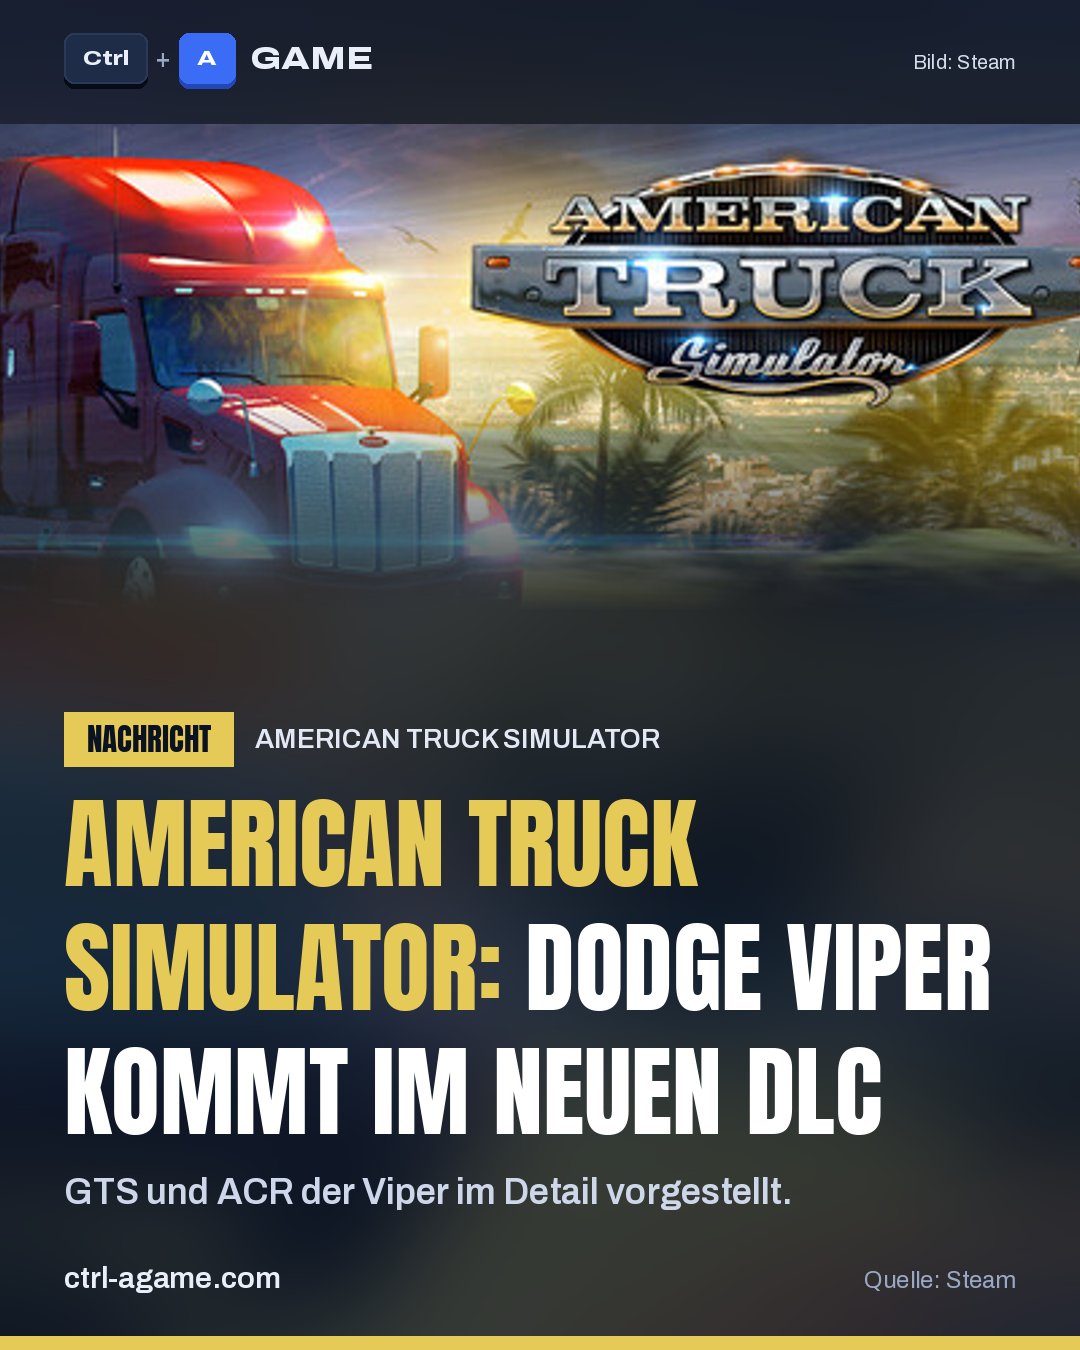 Ctrl + A GAME
Bild: Steam
AMERICAN
TRUCK
Simulator
NACHRICHT
AMERICAN TRUCK SIMULATOR
AMERICAN TRUCK
SIMULATOR: DODGE VIPER
KOMMT IM NEUEN DLC
GTS und ACR der Viper im Detail vorgestellt.
ctrl-agame.com
Quelle: Steam